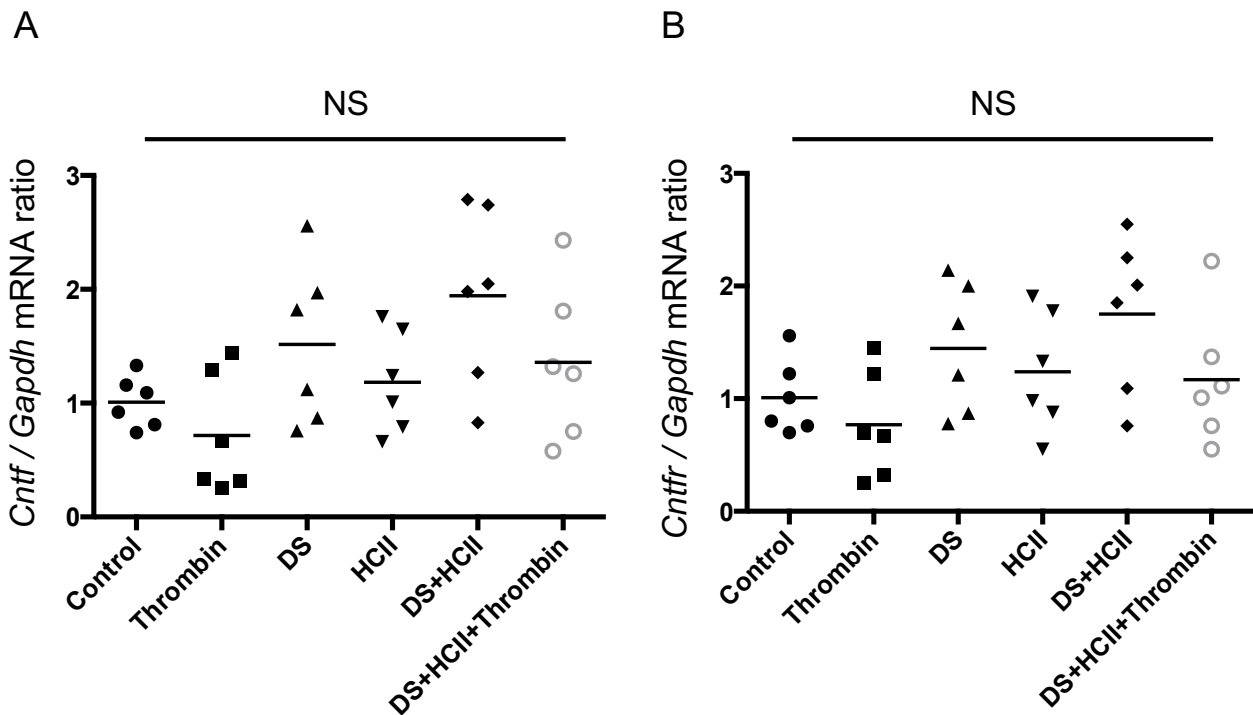 A
NS
Cntf / Gapdh mRNA ratio
3
2
1
0
Control
Thrombin
DS
HCII
DS+HCII
DS+HCII+Thrombin
B
NS
Cntfr / Gapdh mRNA ratio
3
2
1
0
Control
Thrombin
DS
HCII
DS+HCII
DS+HCII+Thrombin